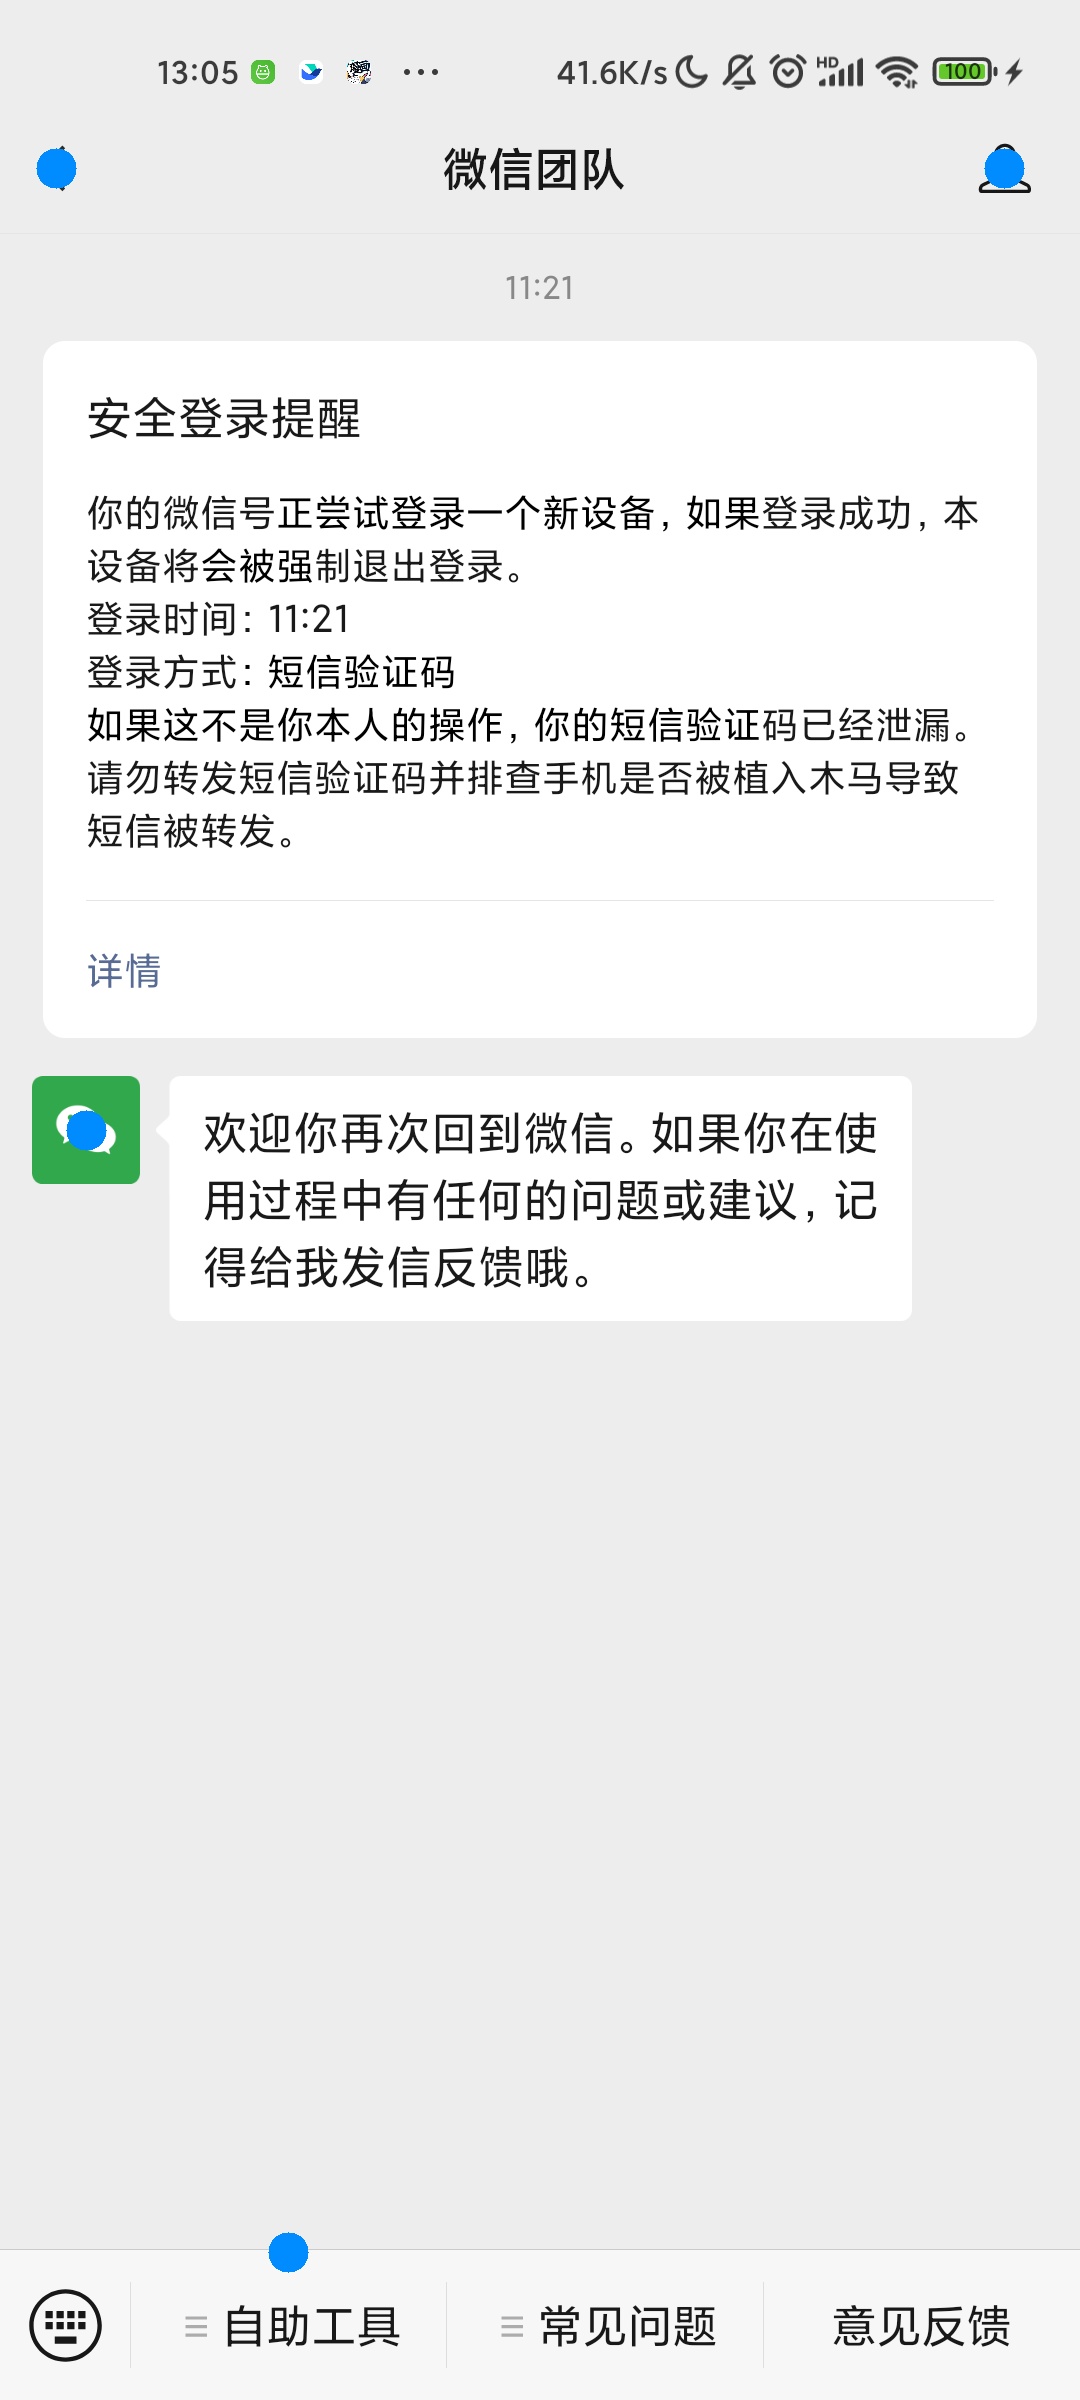 13:05
41.6K/s
HD
100
微信团队
11:21
安全登录提醒
你的微信号正尝试登录一个新设备，如果登录成功，本
设备将会被强制退出登录。
登录时间：11:21
登录方式：短信验证码
如果这不是你本人的操作，你的短信验证码已经泄漏。
请勿转发短信验证码并排查手机是否被植入木马导致
短信被转发。
详情
欢迎你再次回到微信。如果你在使
用过程中有任何的问题或建议，记
得给我发信反馈哦。
自助工具
常见问题
意见反馈